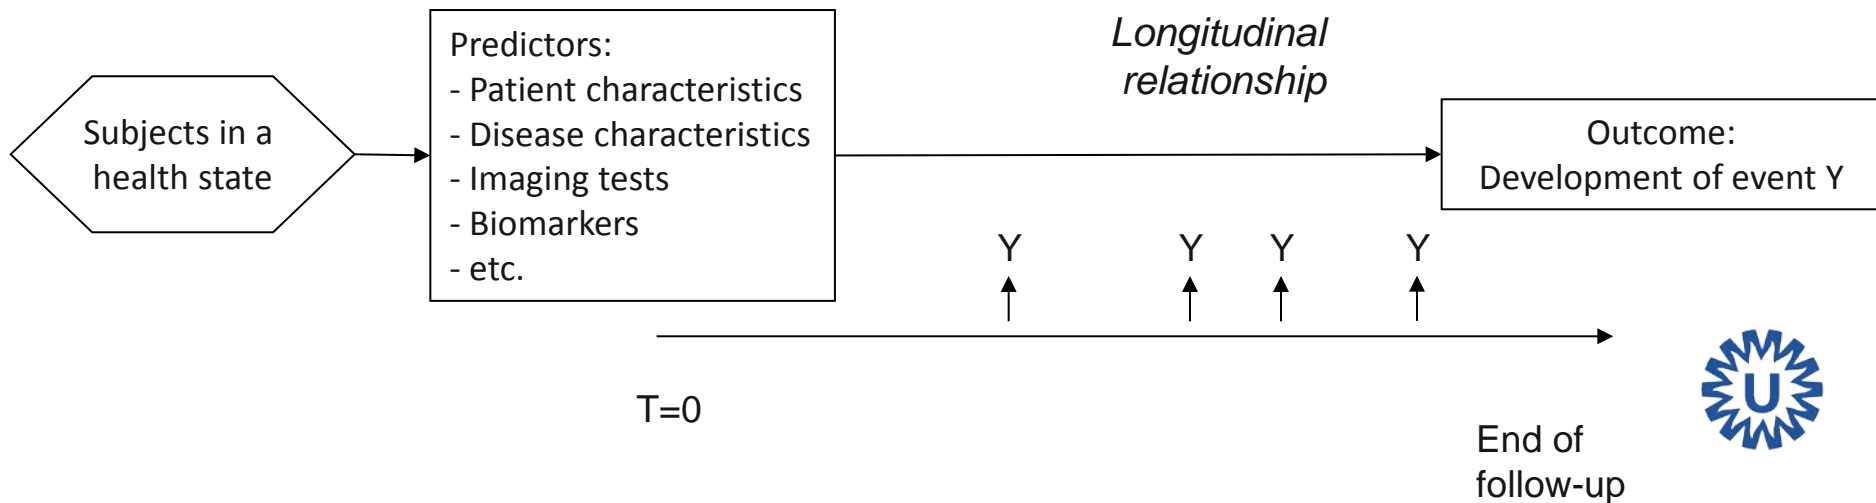 Subjects in a
health state
Predictors:
- Patient characteristics
- Disease characteristics
- Imaging tests
- Biomarkers
- etc.
Longitudinal
relationship
Outcome:
Development of event Y
Y Y Y Y
T=0
End of
follow-up
U